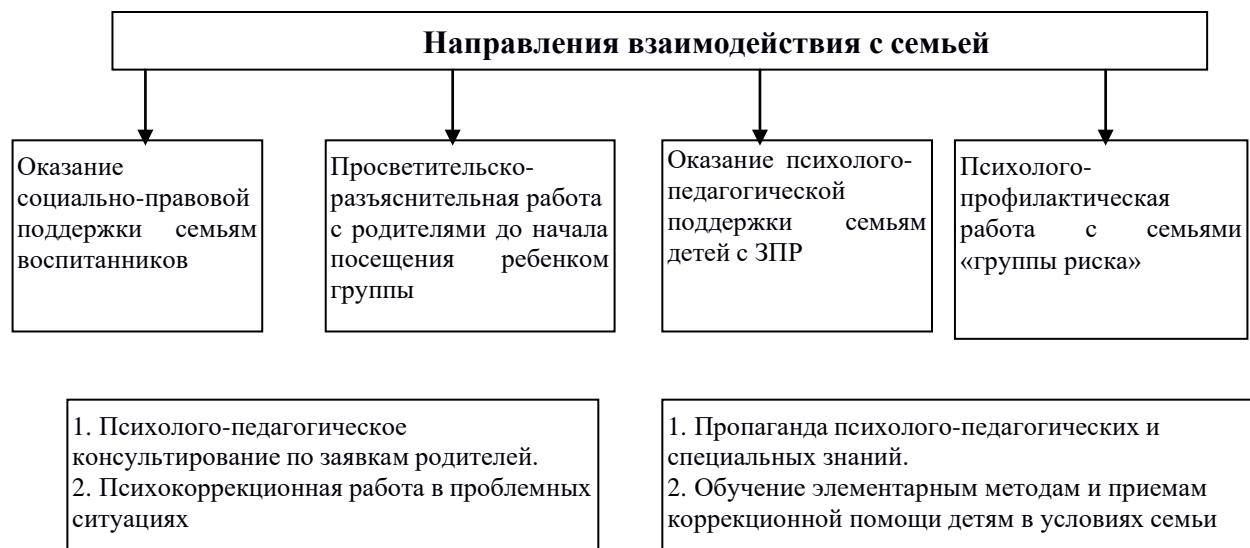 Направления взаимодействия с семьей
Оказание
социально-правовой
поддержки семьям
воспитанников
Просветительско-
разъяснительная работа
с родителями до начала
посещения ребенком
группы
Оказание психолого-
педагогической
поддержки семьям
детей с ЗПР
Психолого-
профилактическая
работа с семьями
«группы риска»
1. Психолого-педагогическое
консультирование по заявкам родителей.
2. Психокоррекционная работа в проблемных
ситуациях
1. Пропаганда психолого-педагогических и
специальных знаний.
2. Обучение элементарным методам и приемам
коррекционной помощи детям в условиях семьи